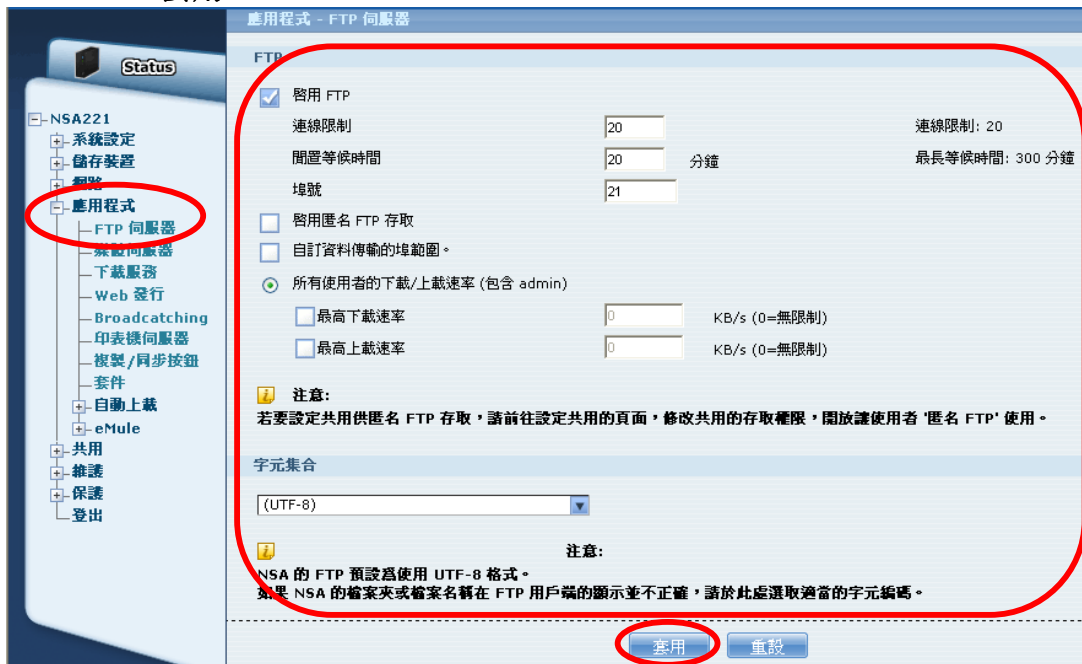 應用程式 - FTP 伺服器
Status
FTP
啓用 FTP
連線限制 20 連線限制: 20
閒置等候時間 20 分鐘 最長等候時間: 300 分鐘
埠號 21
啓用匿名 FTP 存取
自訂資料傳輸的埠範圍。
所有使用者的下載/上載速率 (包含 admin)
最高下載速率 0 KB/s (0=無限制)
最高上載速率 0 KB/s (0=無限制)
注意:
若要設定共用供匿名 FTP 存取，請前往設定共用的頁面，修改共用的存取權限，開放讓使用者 '匿名 FTP' 使用。
字元集合
(UTF-8)
注意:
NSA 的 FTP 預設爲使用 UTF-8 格式。
如果 NSA 的檔案夾或檔案名稱在 FTP 用戶端的顯示並不正確，請於此處選取適當的字元編碼。
套用 重設
NSA221
系統設定
儲存裝置
網路
應用程式
FTP 伺服器
媒體伺服器
下載服務
Web 發行
Broadcatching
印表機伺服器
複製/同步按鈕
套件
自動上載
eMule
共用
維護
保護
登出